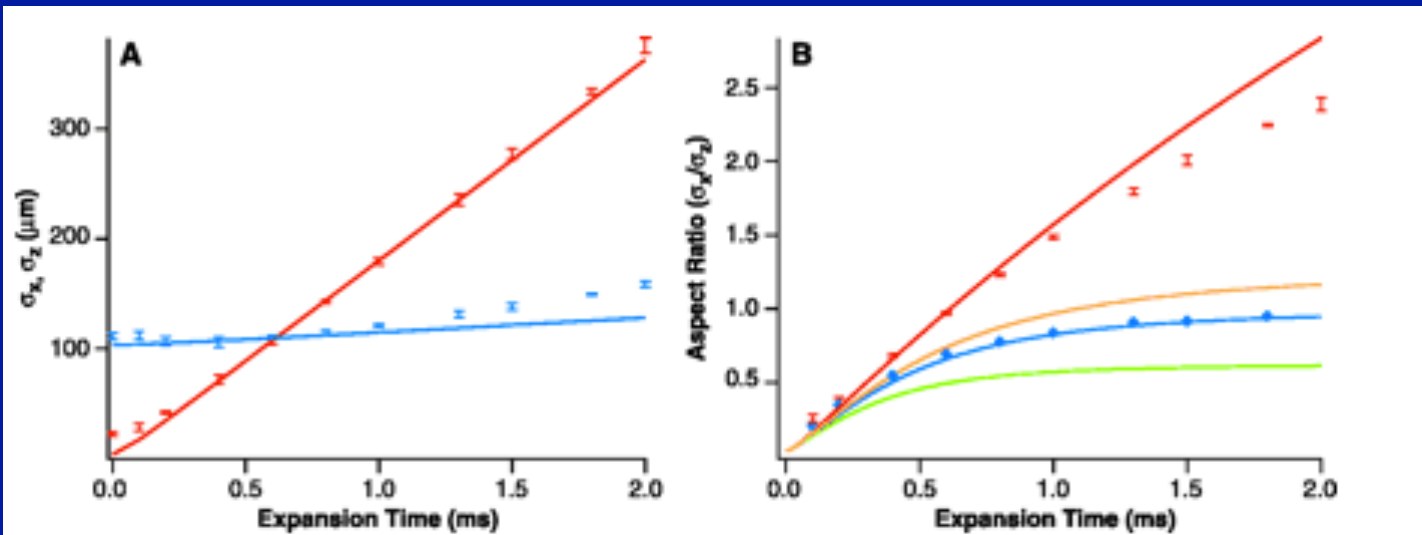 A
300
200
100
σx, σz (μm)
0.0 0.5 1.0 1.5 2.0
Expansion Time (ms)
B
2.5
2.0
1.5
1.0
0.5
Aspect Ratio (σx/σz)
0.0 0.5 1.0 1.5 2.0
Expansion Time (ms)